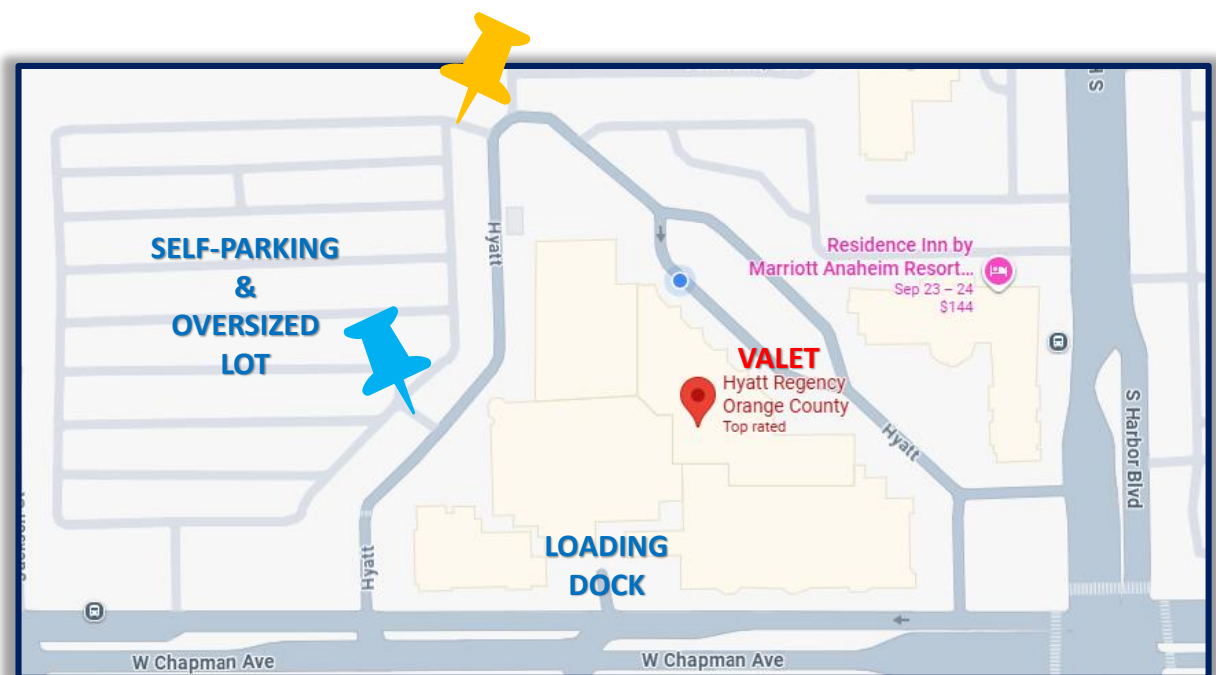 Hyatt
SELF-PARKING
&
OVERSIZED
LOT
Residence Inn by
Marriott Anaheim Resort...
Sep 23 – 24
$144
VALET
Hyatt Regency
Orange County
Top rated
Hyatt
S Harbor Blvd
LOADING
DOCK
Hyatt
W Chapman Ave
W Chapman Ave